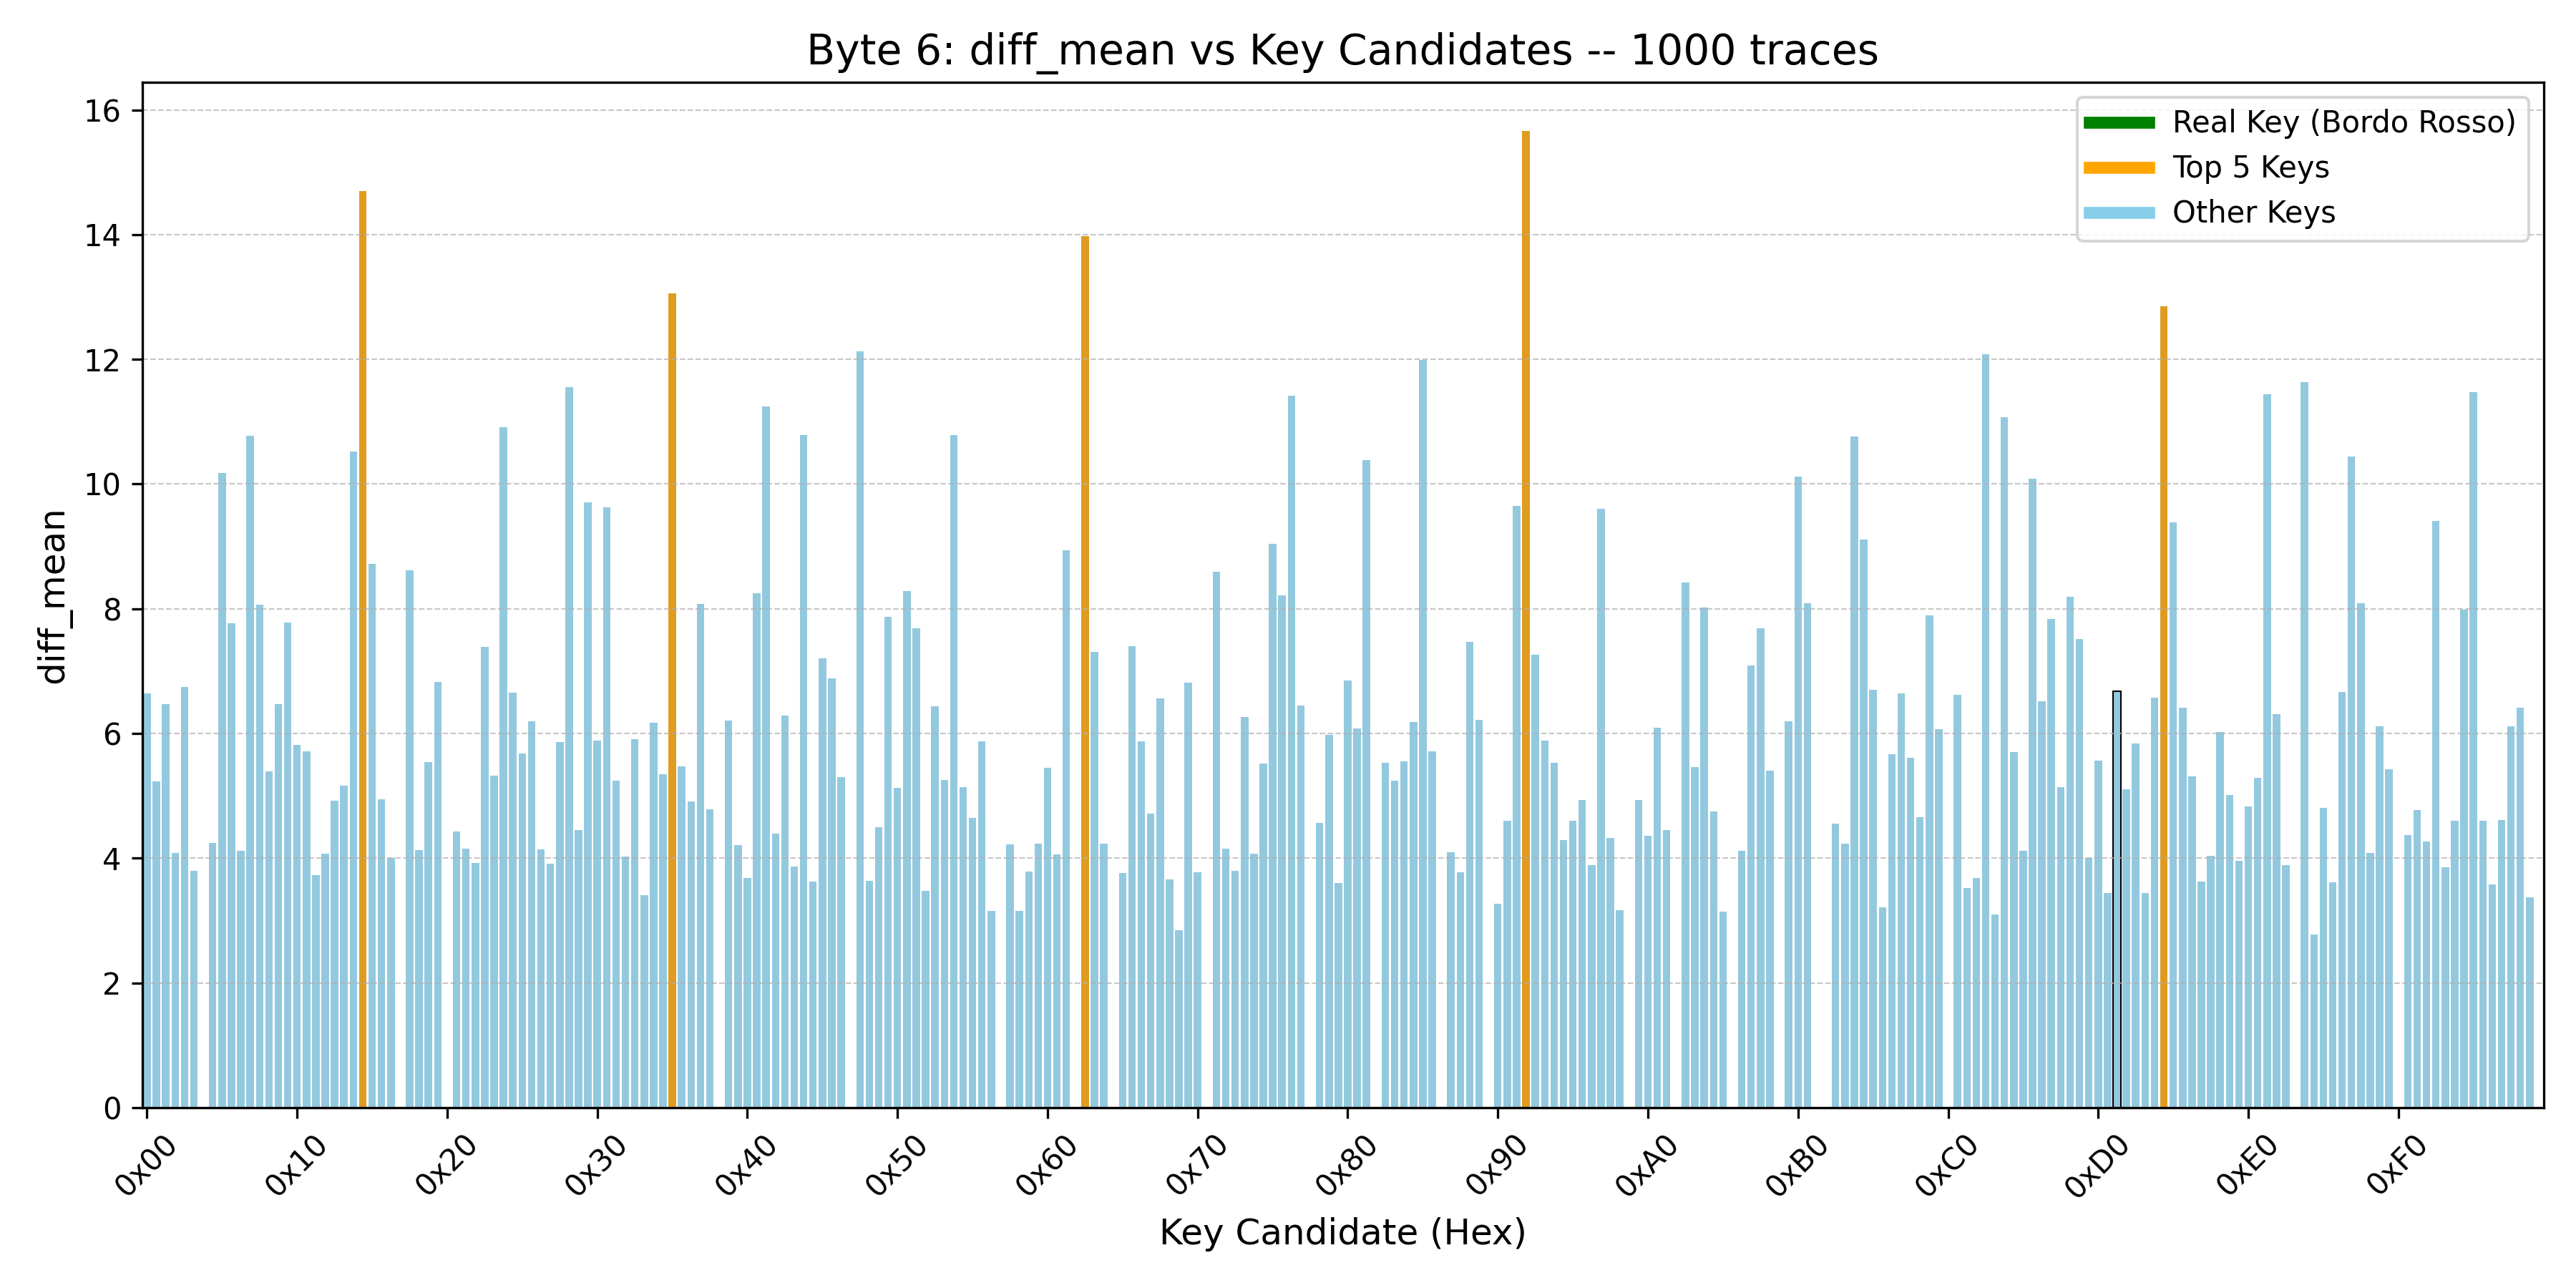 Byte 6: diff_mean vs Key Candidates -- 1000 traces
Real Key (Bordo Rosso)
Top 5 Keys
Other Keys
diff_mean
16
14
12
10
8
6
4
2
0
0x00 0x10 0x20 0x30 0x40 0x50 0x60 0x70 0x80 0x90 0xA0 0xB0 0xC0 0xD0 0xE0 0xF0
Key Candidate (Hex)